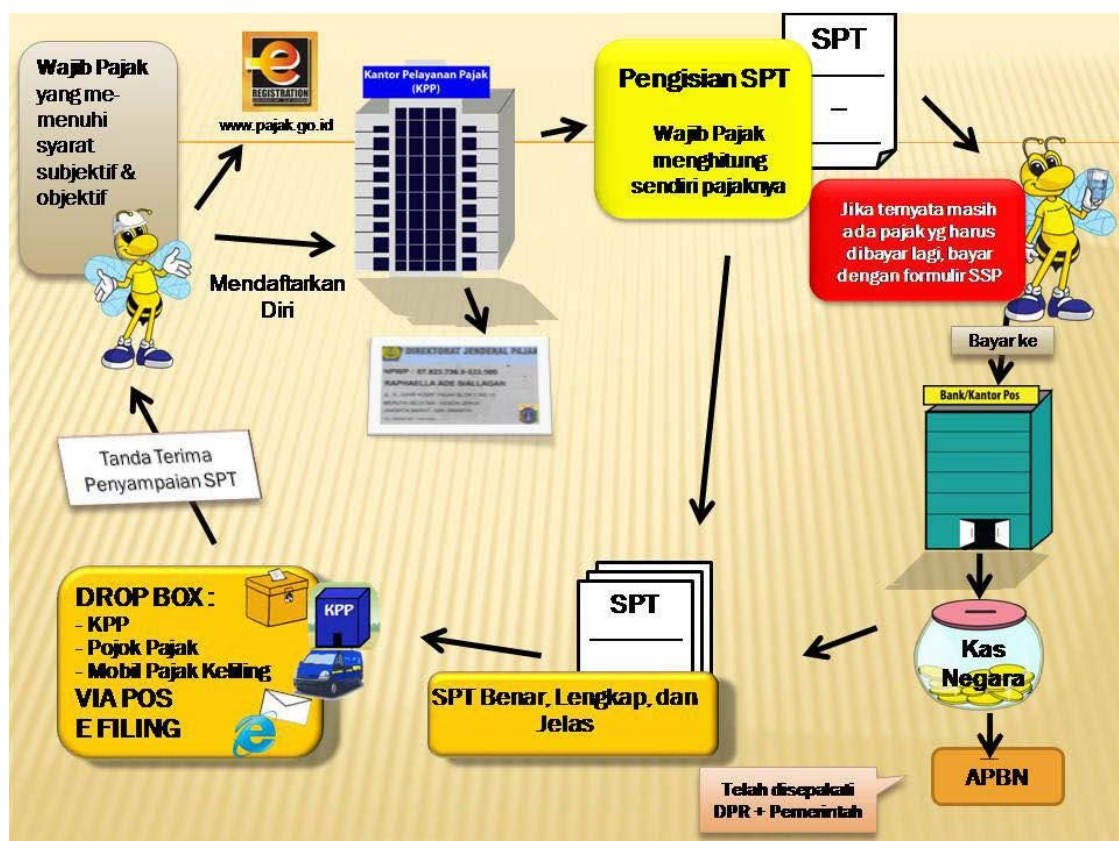 Wajib Pajak
yang me-
menuhi
syarat
subjektif &
objektif
e
REGISTRATION
www.pajak.go.id
Kantor Pelayanan Pajak
(KPP)
Mendaftarkan
Diri
DIREKTORAT JENDERAL PAJAK
RAPHAELLA ADE SIALLAGAN
Pengisian SPT
Wajib Pajak
menghitung
sendiri pajaknya
SPT
Jika ternyata masih
ada pajak yg harus
dibayar lagi, bayar
dengan formulir SSP
Bayar ke
Bank/Kantor Pos
Kas
Negara
APBN
Telah disepakati
DPR + Pemerintah
SPT
SPT Benar, Lengkap, dan
Jelas
DROP BOX :
- KPP
- Pojok Pajak
- Mobil Pajak Keliling
VIA POS
E FILING
KPP
Tanda Terima
Penyampaian SPT